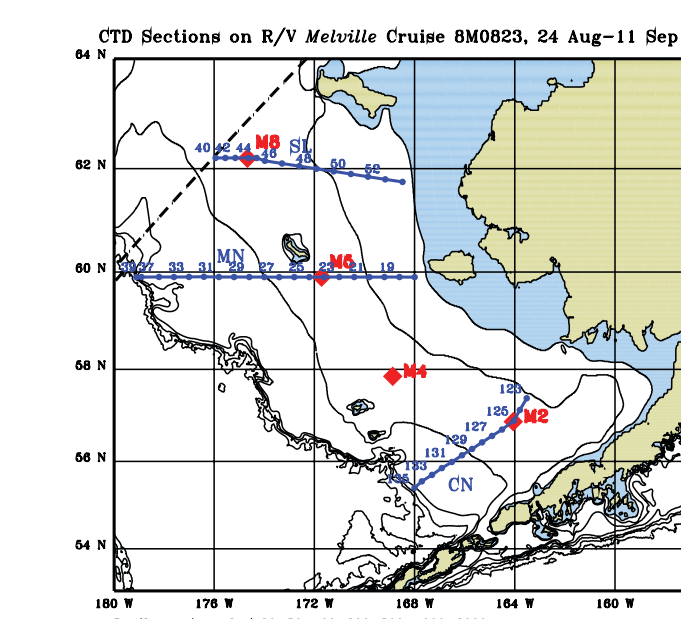 CTD Sections on R/V Melville Cruise 8M0823, 24 Aug-11 Sep
64 N
62 N
60 N
58 N
56 N
54 N
180 W 176 W 172 W 168 W 164 W 160 W
40 42 44 46 48 50 52
M8
SL
MN
39 37 33 31 29 27 25 23 21 19
M5
M4
123
125
M2
127
129
131
133
135
CN